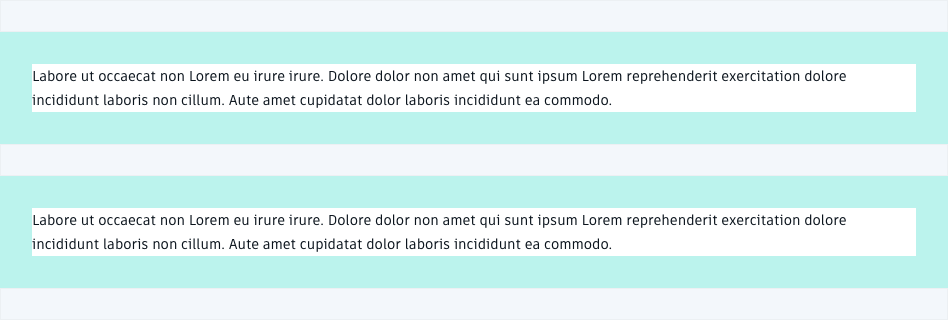 Labore ut occaecat non Lorem eu irure irure. Dolore dolor non amet qui sunt ipsum Lorem reprehenderit exercitation dolore
incididunt laboris non cillum. Aute amet cupidatat dolor laboris incididunt ea commodo.
Labore ut occaecat non Lorem eu irure irure. Dolore dolor non amet qui sunt ipsum Lorem reprehenderit exercitation dolore
incididunt laboris non cillum. Aute amet cupidatat dolor laboris incididunt ea commodo.